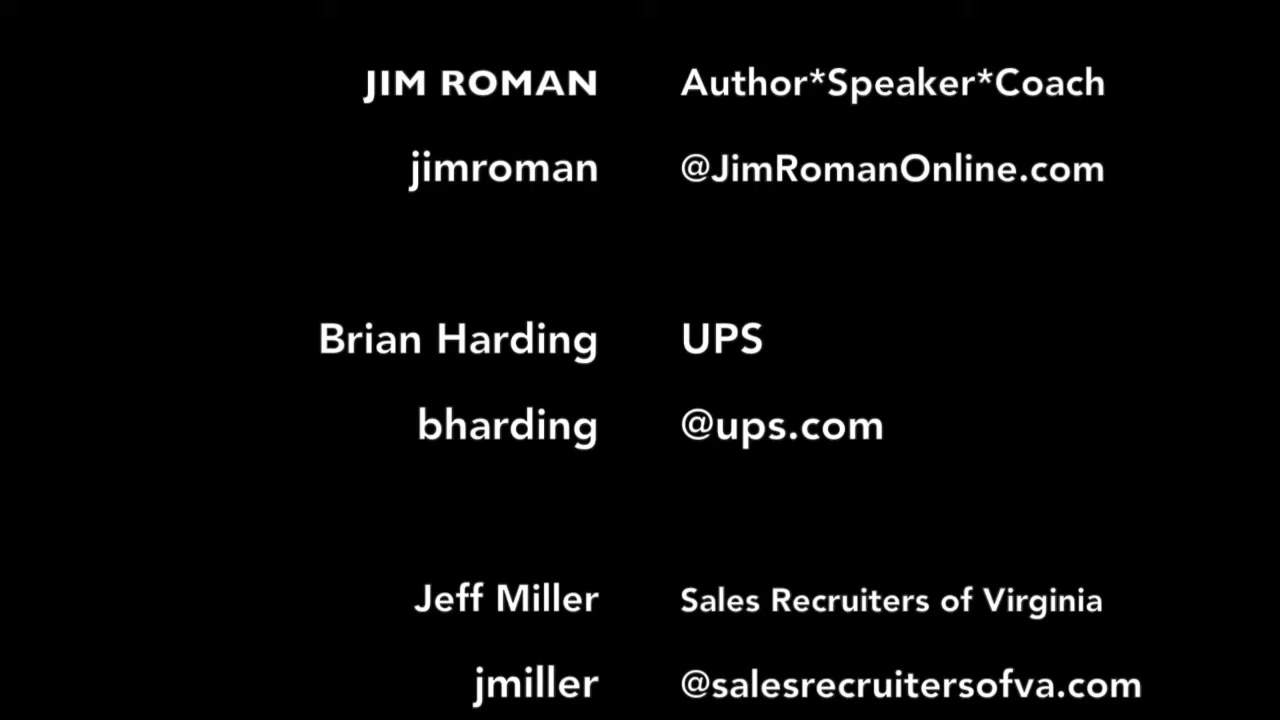 JIM ROMAN Author*Speaker*Coach
jimroman @JimRomanOnline.com
Brian Harding UPS
bharding @ups.com
Jeff Miller Sales Recruiters of Virginia
jmiller @salesrecruitersofva.com